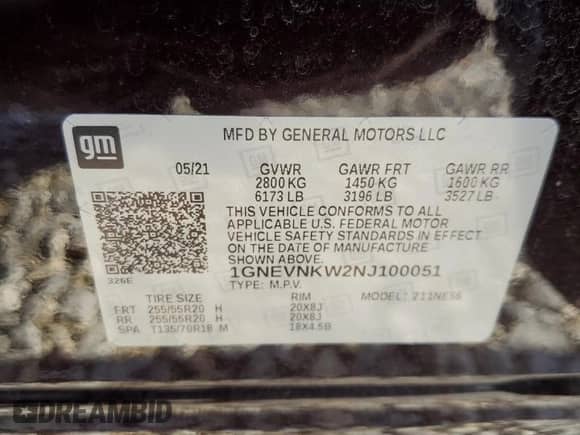 gm
MFD BY GENERAL MOTORS LLC
05/21 GVWR GAWR FRT GAWR RR
2800 KG 1450 KG 1600 KG
6173 LB 3196 LB 3527 LB
THIS VEHICLE CONFORMS TO ALL
APPLICABLE U.S. FEDERAL MOTOR
VEHICLE SAFETY STANDARDS IN EFFECT
ON THE DATE OF MANUFACTURE
SHOWN ABOVE.
326E
1GNEVNKW2NJ100051
TYPE: M.P.V. MODEL: 211NE56
TIRE SIZE RIM
FRT 255/55R20 H 20X8J
RR 255/55R20 H 20X8J
SPA T135/70R18 M 18X4.5B
DREAMBID